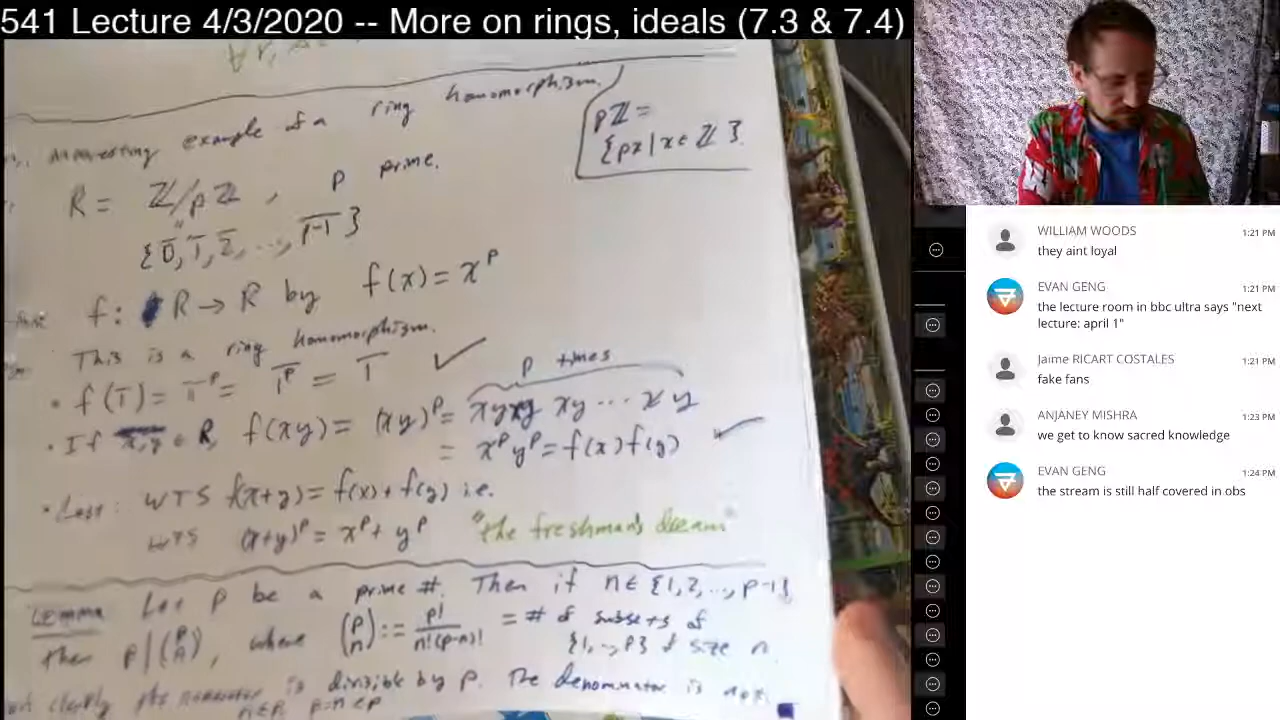 541 Lecture 4/3/2020 -- More on rings, ideals (7.3 & 7.4)
interesting example of a ring homomorphism.
pℤ =
{px | x ∈ ℤ}.
R = ℤ/pℤ, p prime.
{0̅, 1̅, 2̅, ..., p-1̅}
f: R → R by f(x) = x^p
This is a ring homomorphism.
• f(1̅) = 1̅^p = 1^p̅ = 1̅ ✓
p times
• If x,y ∈ R, f(xy) = (xy)^p = xyxy xy ... xy
= x^p y^p = f(x)f(y) ✓
• Last: WTS f(x+y) = f(x) + f(y) i.e.
WTS (x+y)^p = x^p + y^p "the freshman's dream"
Lemma Let p be a prime #. Then if n ∈ {1,2,...,p-1}
then p | (p n), where (p n) := p!/n!(p-n)! = # of subsets of
{1,..,p} of size n
clearly the numerator is divisible by p. The denominator is not.
n<p, p-n<p
WILLIAM WOODS 1:21 PM
they aint loyal
EVAN GENG 1:21 PM
the lecture room in bbc ultra says "next
lecture: april 1"
Jaime RICART COSTALES 1:21 PM
fake fans
ANJANEY MISHRA 1:23 PM
we get to know sacred knowledge
EVAN GENG 1:24 PM
the stream is still half covered in obs